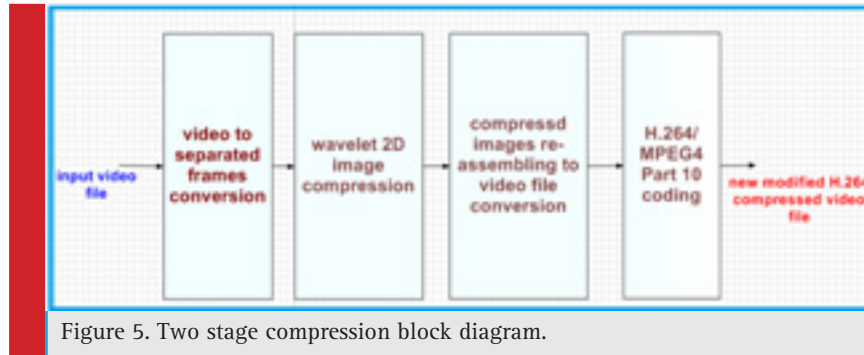 input video
file
video to
separated
frames
conversion
wavelet 2D
image
compression
compressd
images re-
assembling to
video file
conversion
H.264/
MPEG4
Part 10
coding
new modified H.264
compressed video
file
Figure 5. Two stage compression block diagram.